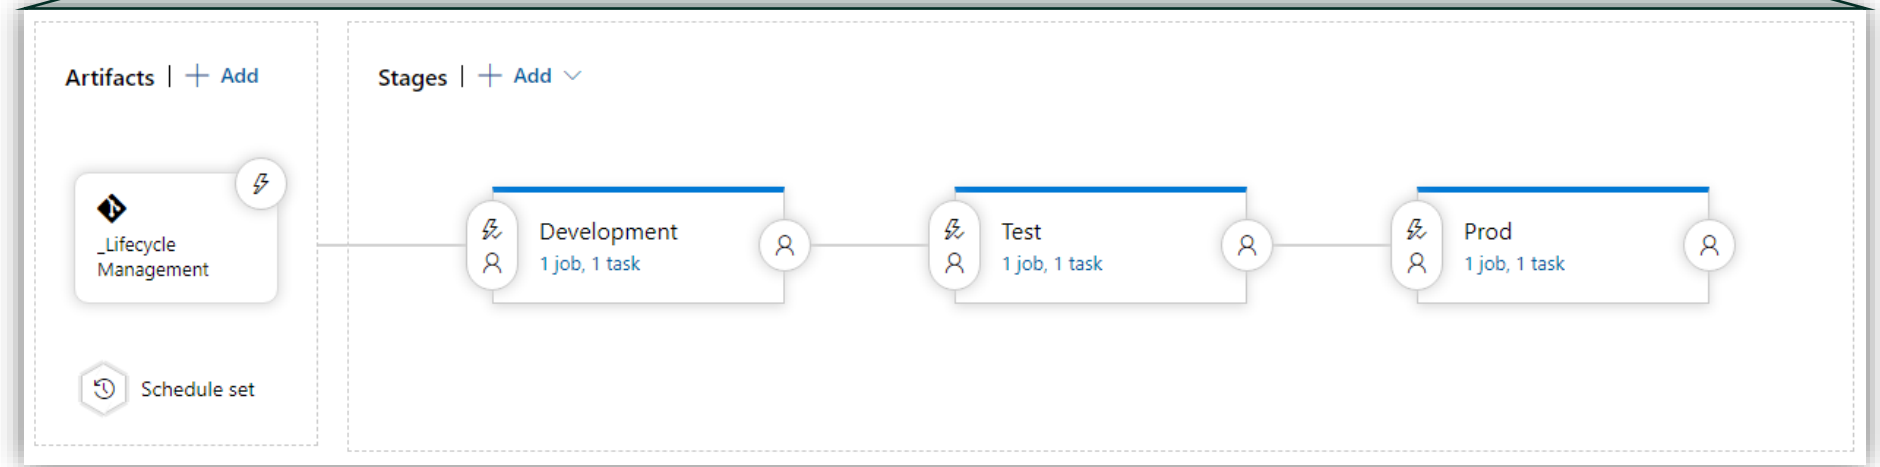 Artifacts | + Add
Stages | + Add
_Lifecycle
Management
Development
1 job, 1 task
Test
1 job, 1 task
Prod
1 job, 1 task
Schedule set